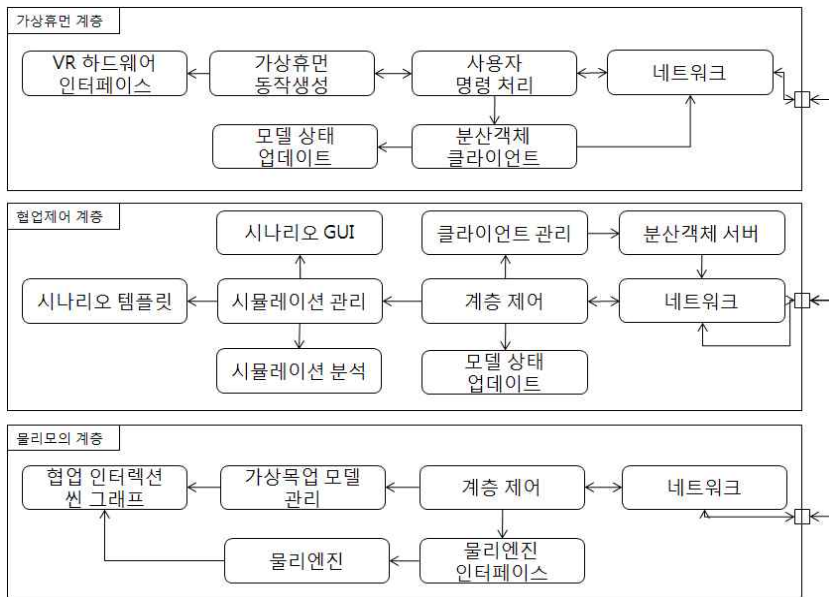 가상휴먼 계층
VR 하드웨어
인터페이스
가상휴먼
동작생성
사용자
명령 처리
네트워크
모델 상태
업데이트
분산객체
클라이언트
협업제어 계층
시나리오 GUI
클라이언트 관리
분산객체 서버
시나리오 템플릿
시뮬레이션 관리
계층 제어
네트워크
시뮬레이션 분석
모델 상태
업데이트
물리모의 계층
협업 인터렉션
씬 그래프
가상목업 모델
관리
계층 제어
네트워크
물리엔진
물리엔진
인터페이스